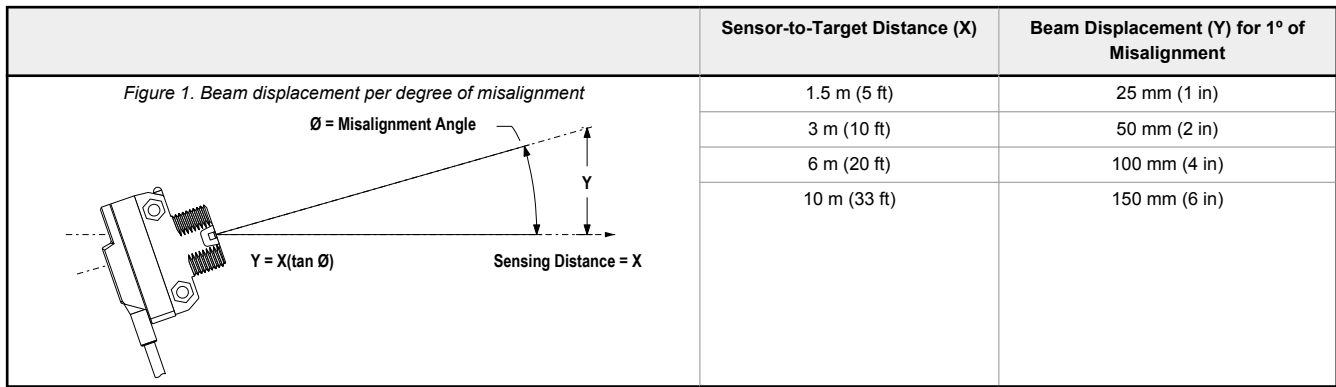 Sensor-to-Target Distance (X)
Beam Displacement (Y) for 1º of
Misalignment
Figure 1. Beam displacement per degree of misalignment
Ø = Misalignment Angle
Y
Y = X(tan Ø)
Sensing Distance = X
1.5 m (5 ft)
25 mm (1 in)
3 m (10 ft)
50 mm (2 in)
6 m (20 ft)
100 mm (4 in)
10 m (33 ft)
150 mm (6 in)